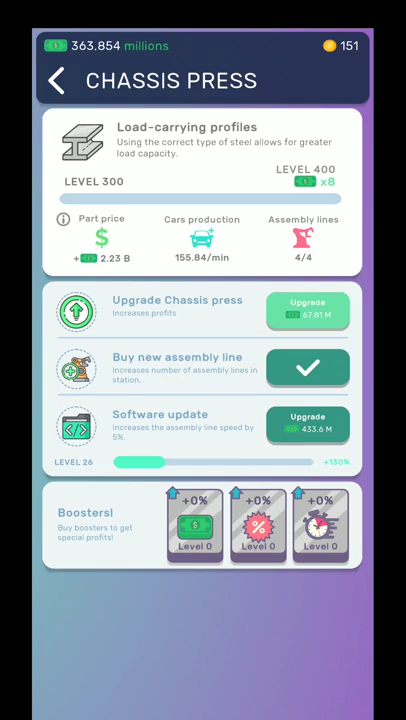 363,854 millions
151
CHASSIS PRESS
Load-carrying profiles
Using the correct type of steel allows for greater
load capacity.
LEVEL 300
LEVEL 400
x8
Part price
Cars production
Assembly lines
+ 2.23 B
155.84/min
4/4
Upgrade Chassis press
Increases profits
Upgrade
67.81 M
Buy new assembly line
Increases number of assembly lines in
station.
Software update
Increases the assembly line speed by
5%.
Upgrade
433.6 M
LEVEL 26
+130%
Boosters!
Buy boosters to get
special profits!
+0%
Level 0
+0%
Level 0
+0%
Level 0